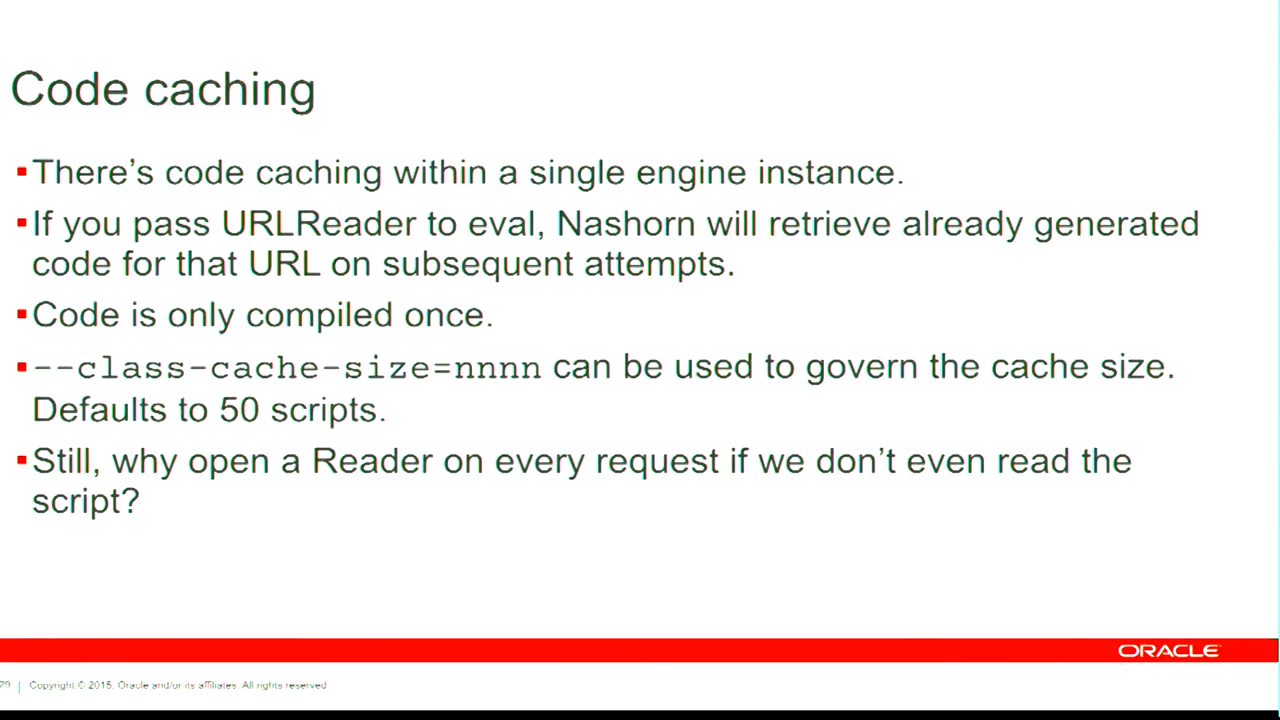 Code caching
▪There’s code caching within a single engine instance.
▪If you pass URLReader to eval, Nashorn will retrieve already generated
code for that URL on subsequent attempts.
▪Code is only compiled once.
▪--class-cache-size=nnnn can be used to govern the cache size.
Defaults to 50 scripts.
▪Still, why open a Reader on every request if we don’t even read the
script?
ORACLE
29 | Copyright © 2015, Oracle and/or its affiliates. All rights reserved.